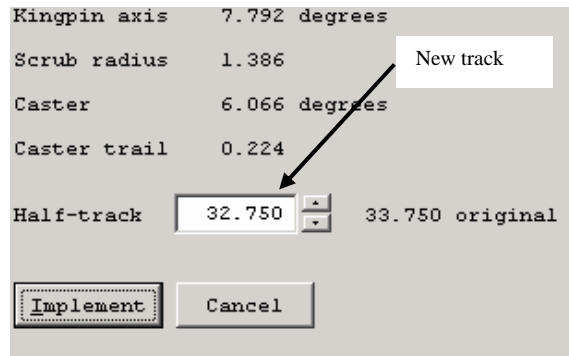 Kingpin axis 7.792 degrees
Scrub radius 1.386
New track
Caster 6.066 degrees
Caster trail 0.224
Half-track 32.750 33.750 original
Implement Cancel